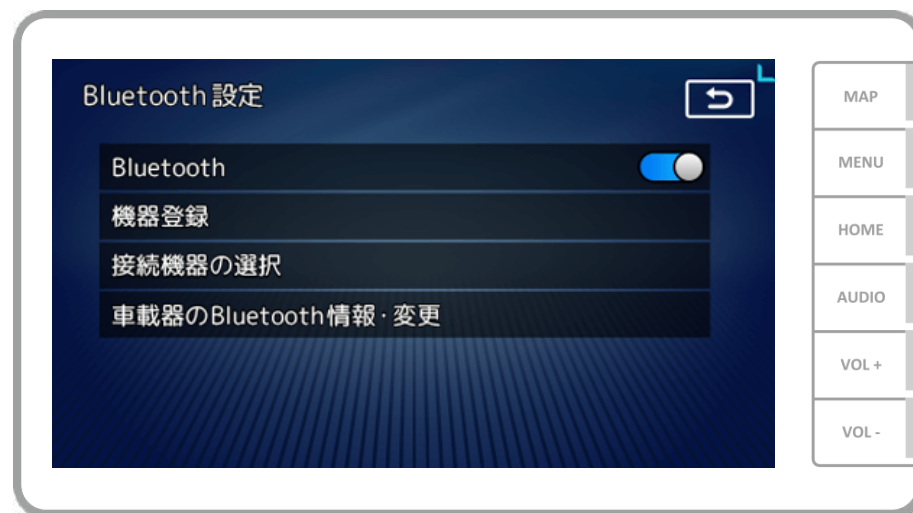 Bluetooth設定
Bluetooth
機器登録
接続機器の選択
車載器のBluetooth情報・変更
MAP
MENU
HOME
AUDIO
VOL +
VOL -